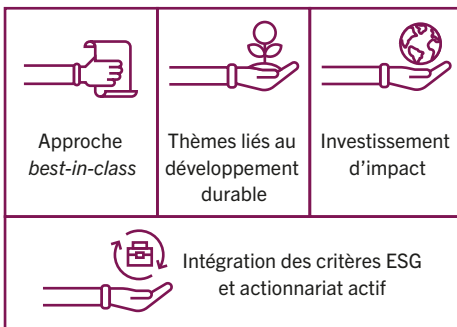 Approche
best-in-class
Thèmes liés au
développement
durable
Investissement
d'impact
Intégration des critères ESG
et actionnariat actif